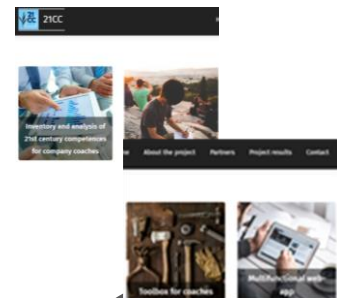 21CC
Inventory and analysis of
21st century competences
for company coaches
About the project Partners Project results Contact
Toolbox for coaches
Multifunctional web-
app